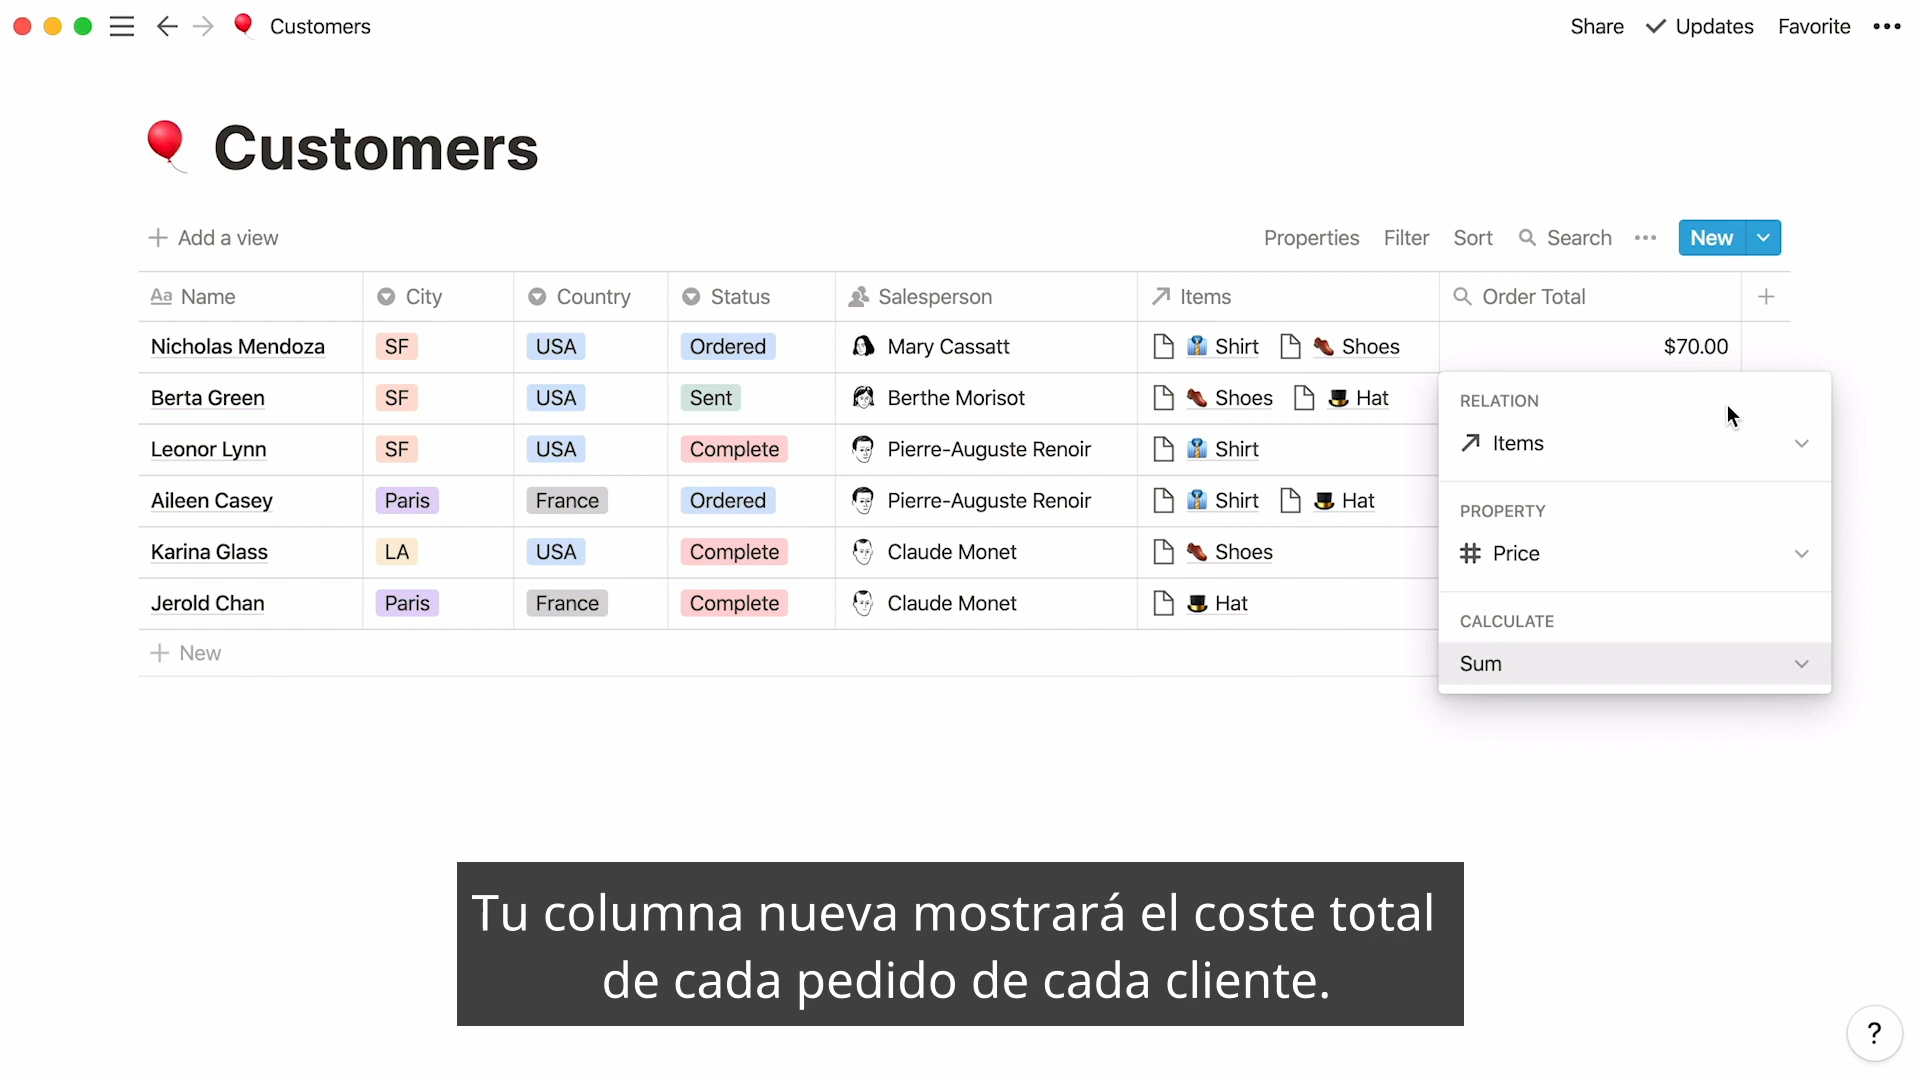 Customers
Share Updates Favorite
Customers
Add a view
Properties Filter Sort Search New
Aa Name City Country Status Salesperson Items Order Total
Nicholas Mendoza SF USA Ordered Mary Cassatt Shirt Shoes $70.00
Berta Green SF USA Sent Berthe Morisot Shoes Hat
Leonor Lynn SF USA Complete Pierre-Auguste Renoir Shirt
Aileen Casey Paris France Ordered Pierre-Auguste Renoir Shirt Hat
Karina Glass LA USA Complete Claude Monet Shoes
Jerold Chan Paris France Complete Claude Monet Hat
New
RELATION
Items
PROPERTY
# Price
CALCULATE
Sum
Tu columna nueva mostrará el coste total
de cada pedido de cada cliente.
?